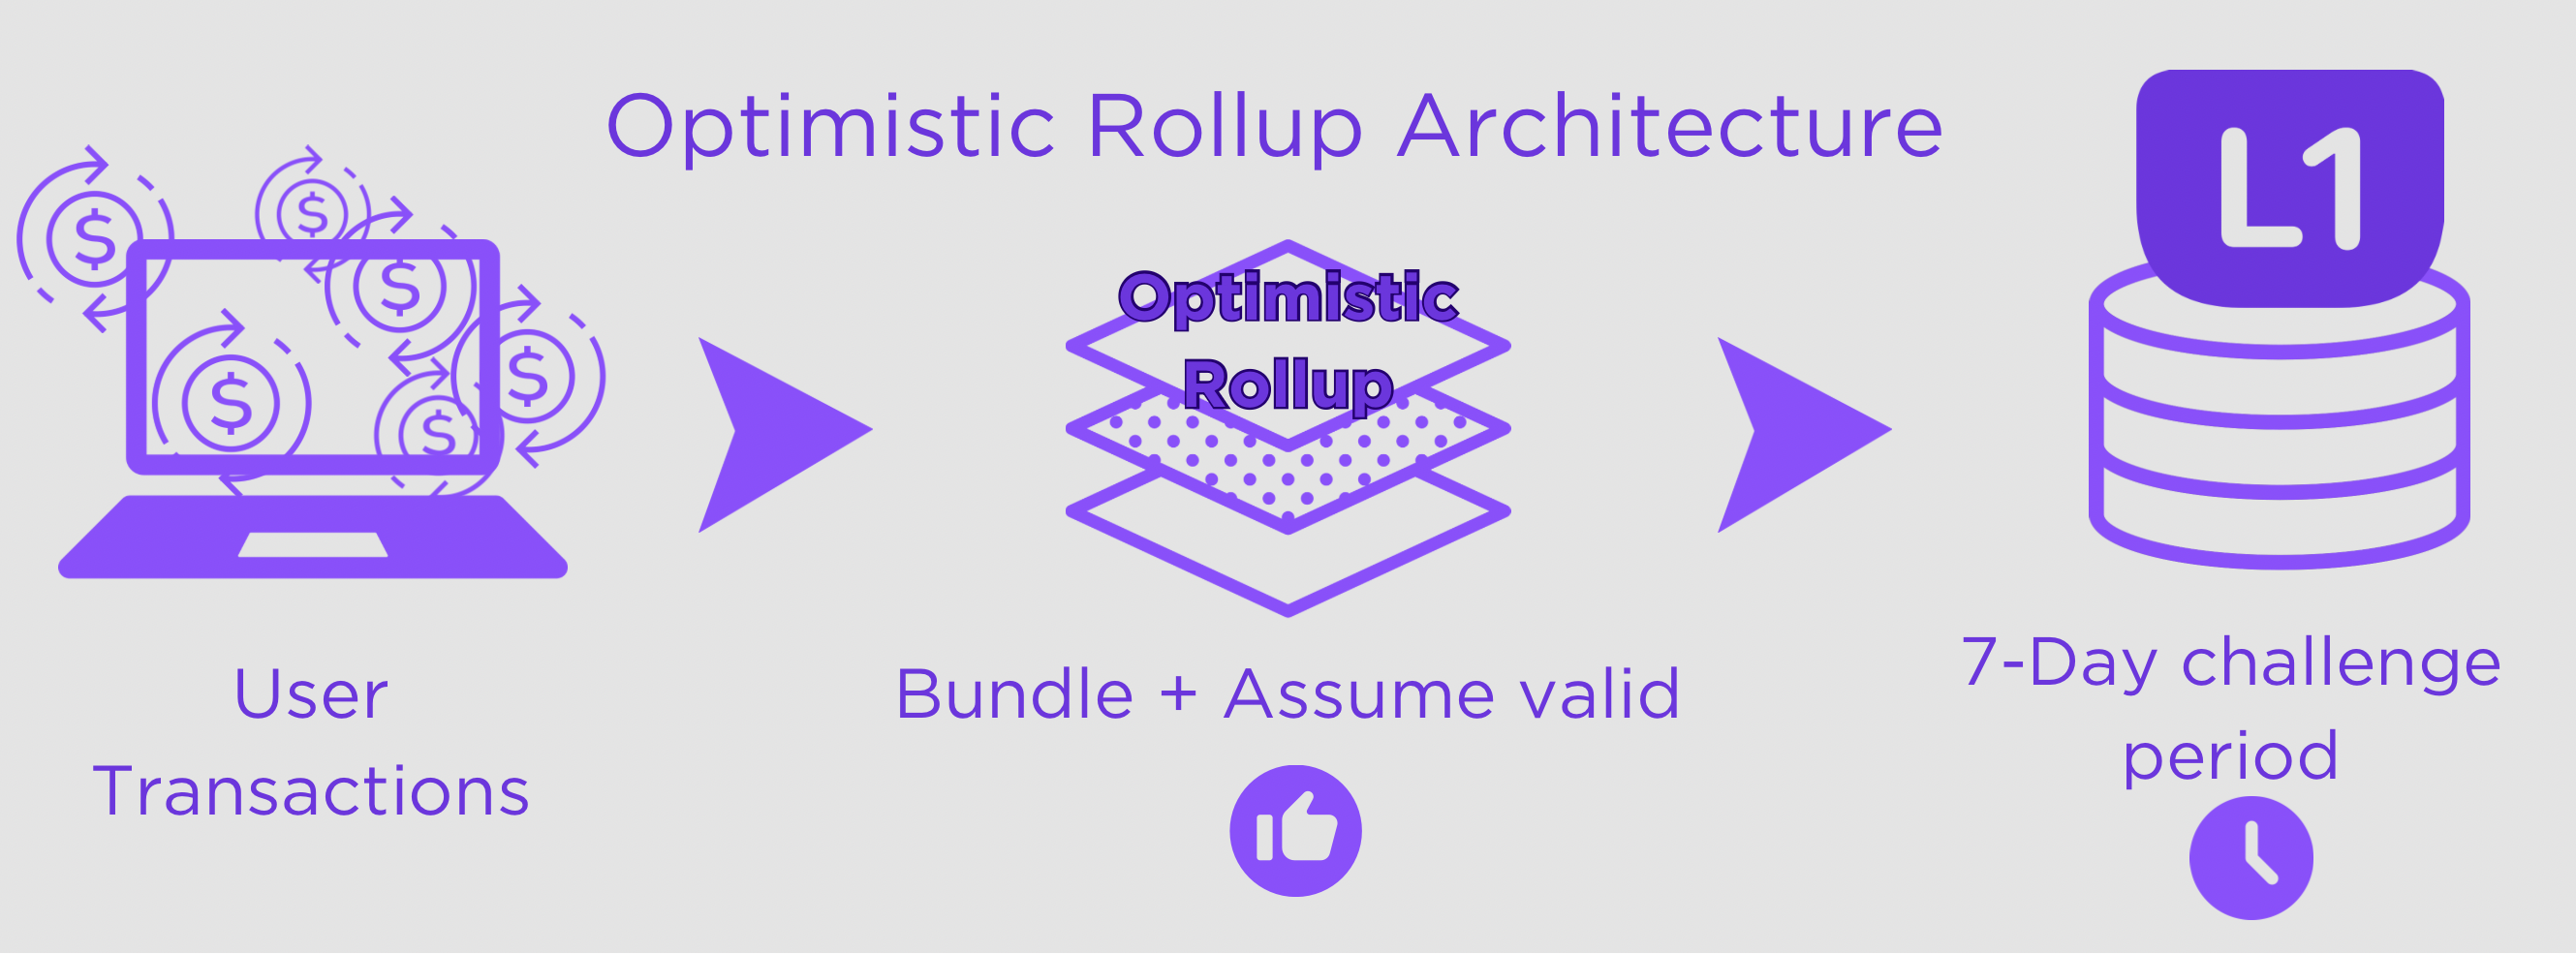 Optimistic Rollup Architecture
L1
Optimistic
Rollup
User
Transactions
Bundle + Assume valid
7-Day challenge
period